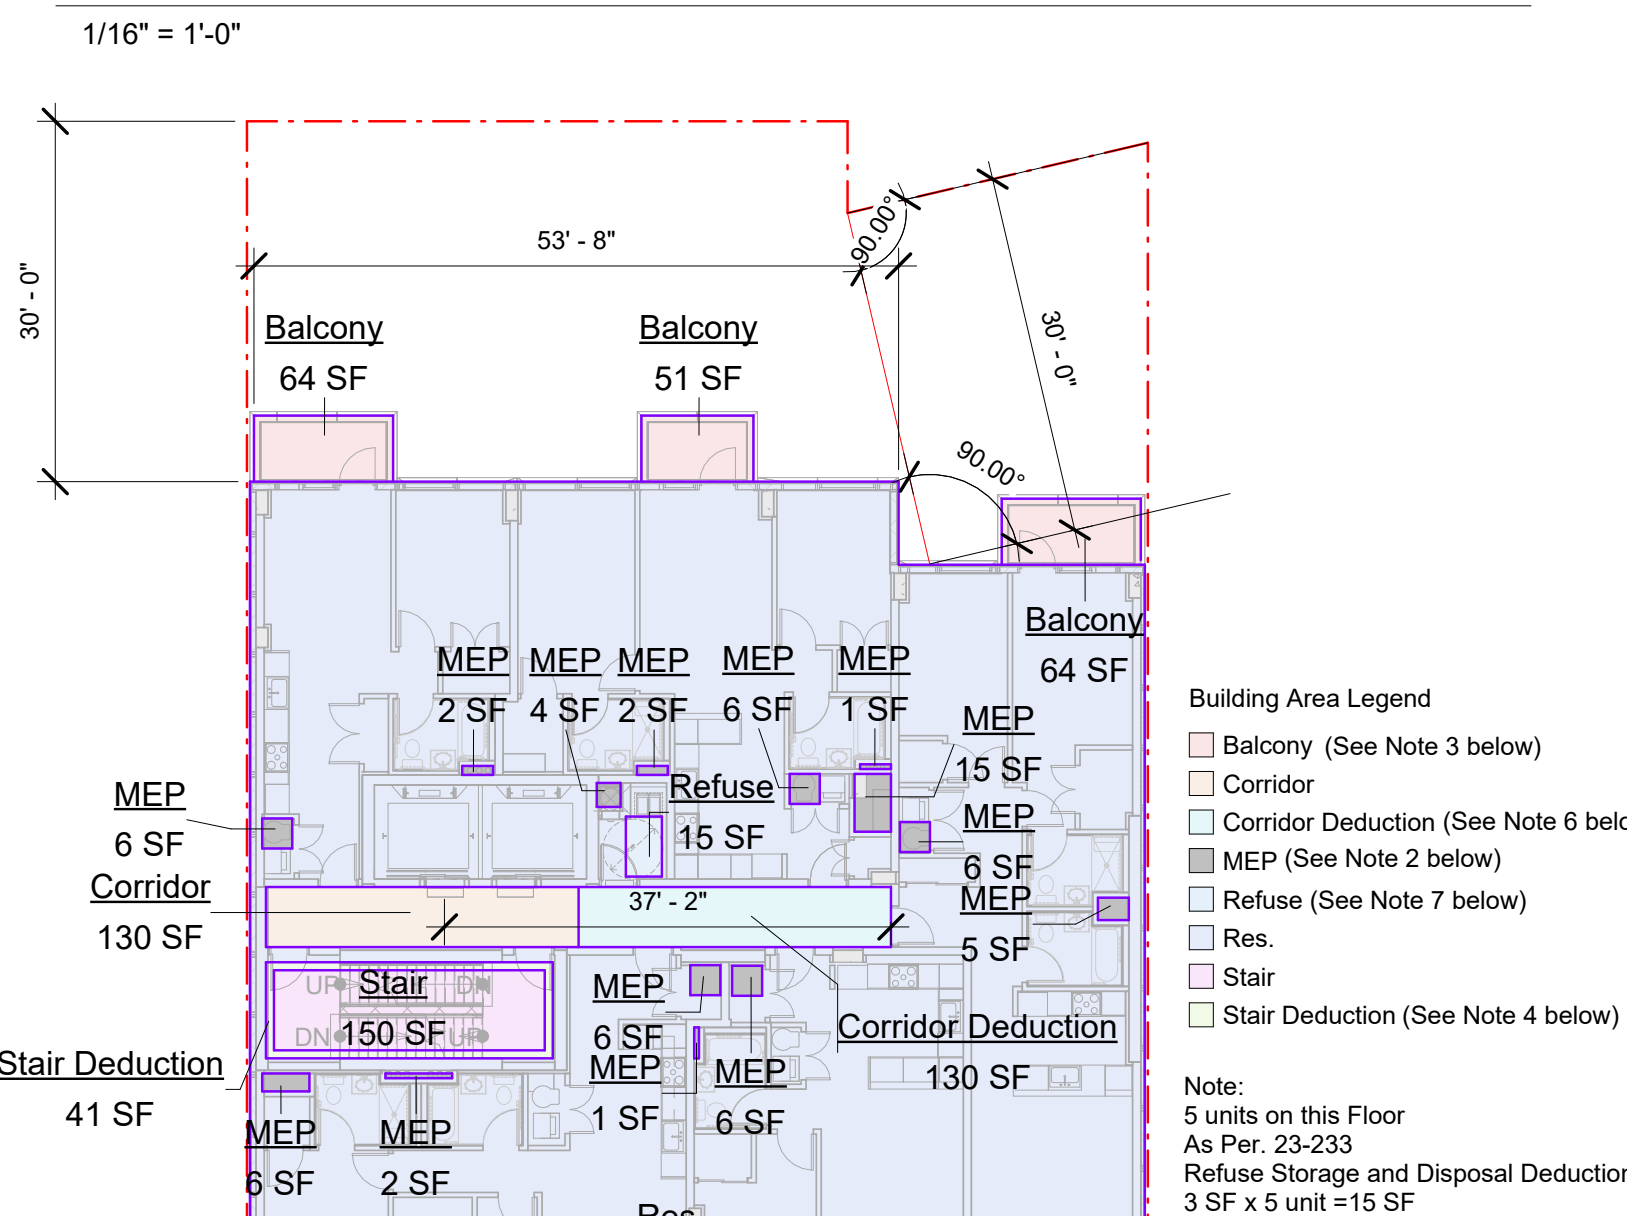 1/16" = 1'-0"
53' - 8"
90.00°
30' - 0"
30' - 0"
Balcony
64 SF
Balcony
51 SF
90.00°
Balcony
64 SF
MEP
2 SF
MEP
4 SF
MEP
2 SF
MEP
6 SF
MEP
1 SF
MEP
15 SF
Refuse
15 SF
MEP
6 SF
MEP
6 SF
MEP
5 SF
Corridor
130 SF
37' - 2"
UP
DN
Stair
150 SF
DN
UP
MEP
6 SF
Corridor Deduction
130 SF
Stair Deduction
41 SF
MEP
1 SF
MEP
6 SF
MEP
6 SF
MEP
2 SF
Res.
Building Area Legend
Balcony (See Note 3 below)
Corridor
Corridor Deduction (See Note 6 belo
MEP (See Note 2 below)
Refuse (See Note 7 below)
Res.
Stair
Stair Deduction (See Note 4 below)
Note:
5 units on this Floor
As Per. 23-233
Refuse Storage and Disposal Deduction
3 SF x 5 unit =15 SF